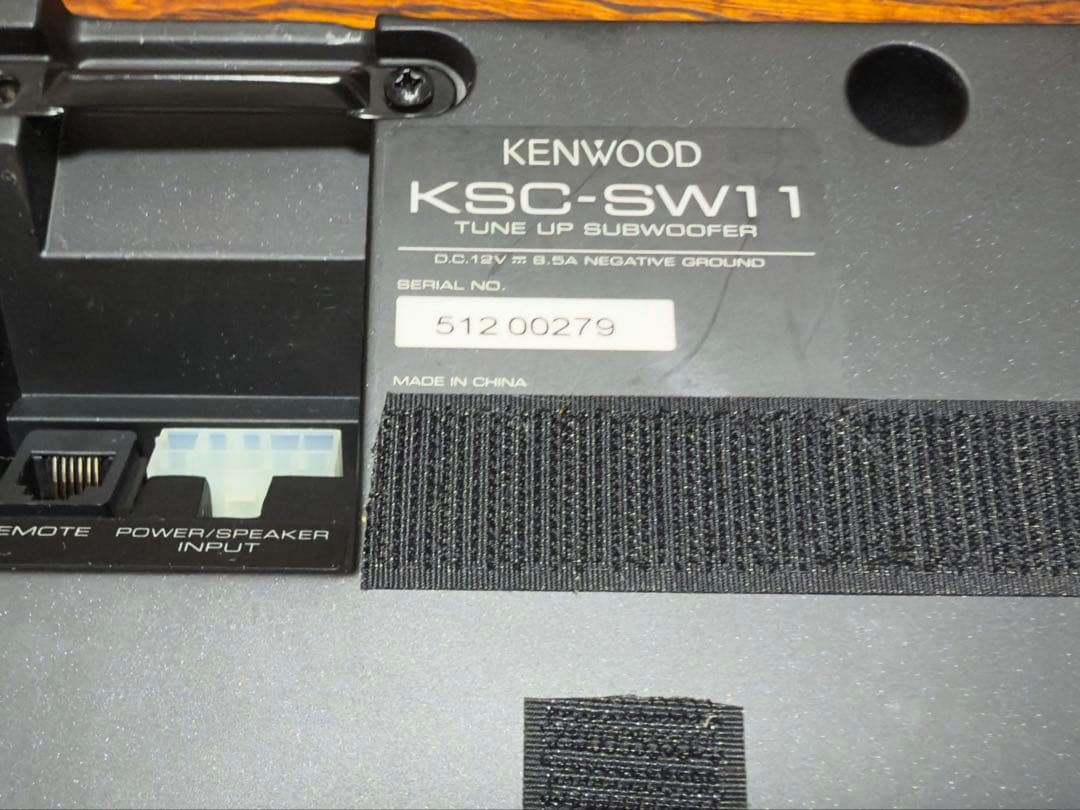 KENWOOD
KSC-SW11
TUNE UP SUBWOOFER
D.C.12V ⎓ 8.5A NEGATIVE GROUND
SERIAL NO.
512 00279
MADE IN CHINA
EMOTE
POWER/SPEAKER
INPUT